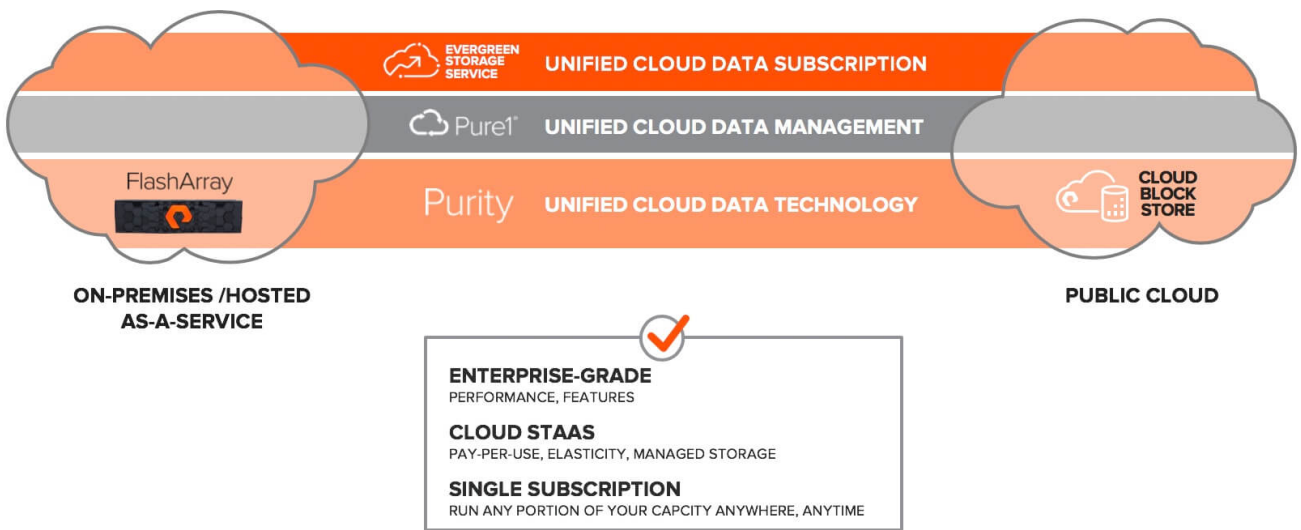 EVERGREEN
STORAGE
SERVICE
UNIFIED CLOUD DATA SUBSCRIPTION
Pure1®
UNIFIED CLOUD DATA MANAGEMENT
FlashArray
Purity
UNIFIED CLOUD DATA TECHNOLOGY
CLOUD
BLOCK
STORE
ON-PREMISES /HOSTED
AS-A-SERVICE
PUBLIC CLOUD
ENTERPRISE-GRADE
PERFORMANCE, FEATURES
CLOUD STAAS
PAY-PER-USE, ELASTICITY, MANAGED STORAGE
SINGLE SUBSCRIPTION
RUN ANY PORTION OF YOUR CAPCITY ANYWHERE, ANYTIME